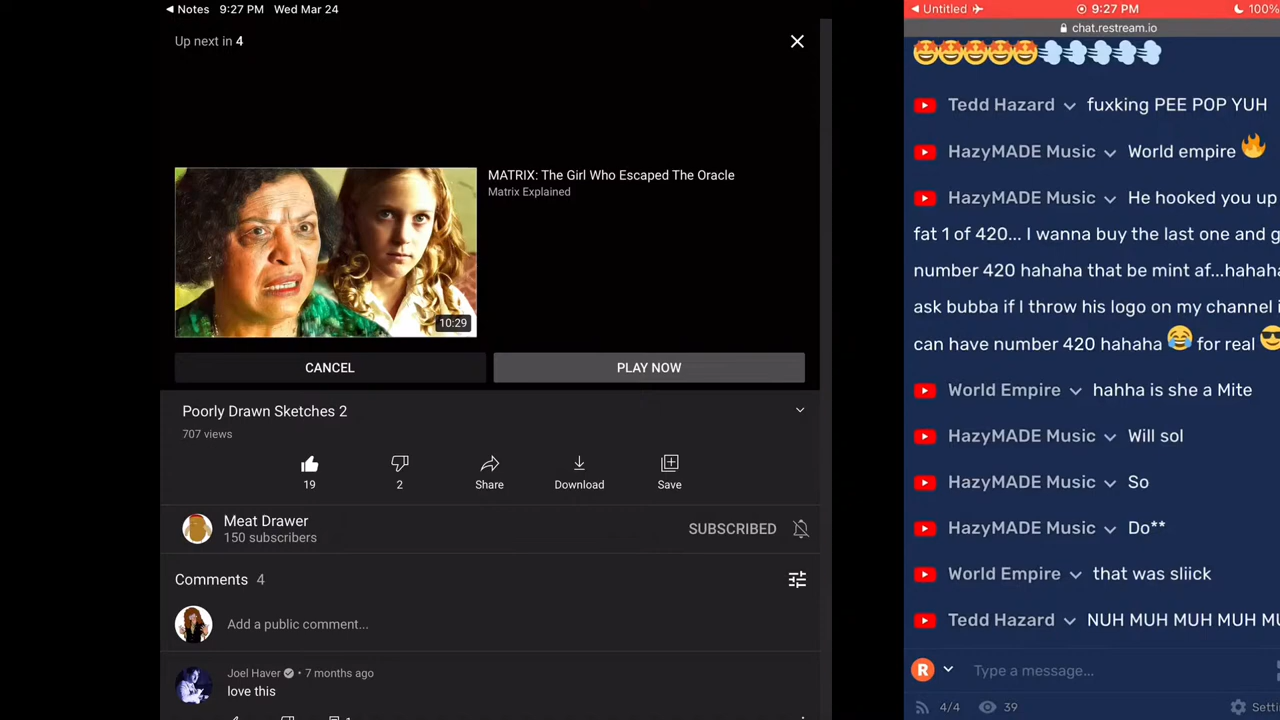 Notes 9:27 PM Wed Mar 24
Up next in 4
10:29
MATRIX: The Girl Who Escaped The Oracle
Matrix Explained
CANCEL
PLAY NOW
Poorly Drawn Sketches 2
707 views
19
2
Share
Download
Save
Meat Drawer
150 subscribers
SUBSCRIBED
Comments 4
Add a public comment...
Joel Haver • 7 months ago
love this
Untitled 9:27 PM 100%
chat.restream.io
Tedd Hazard fuxking PEE POP YUH
HazyMADE Music World empire 🔥
HazyMADE Music He hooked you up
fat 1 of 420... I wanna buy the last one and g
number 420 hahaha that be mint af...hahaha
ask bubba if I throw his logo on my channel i
can have number 420 hahaha 😂 for real 😎
World Empire hahha is she a Mite
HazyMADE Music Will sol
HazyMADE Music So
HazyMADE Music Do**
World Empire that was sliick
Tedd Hazard NUH MUH MUH MUH MU
R Type a message...
4/4 39 Setti